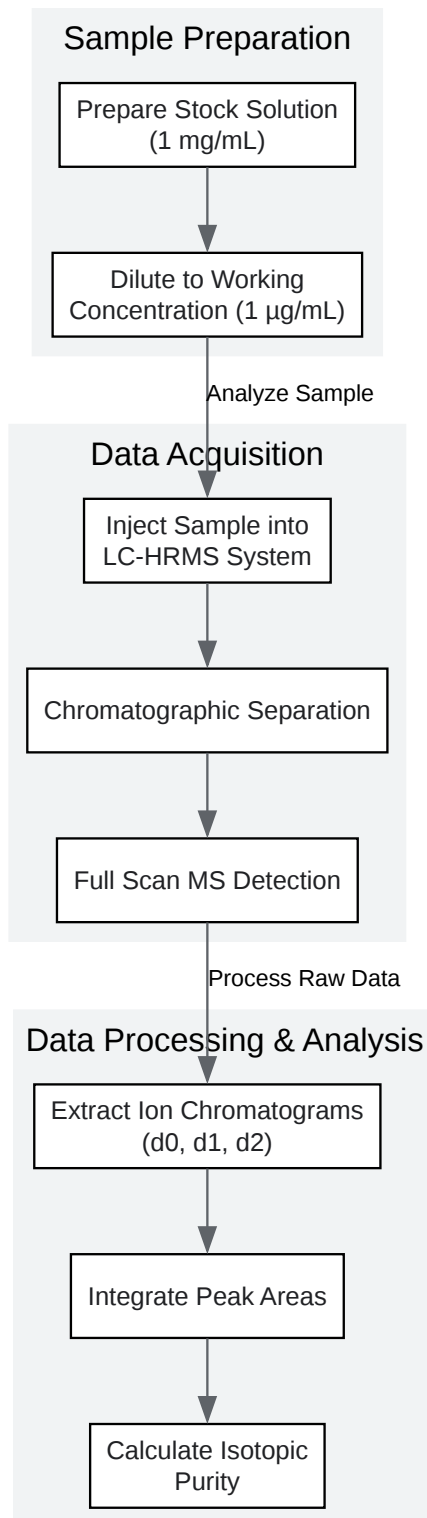 Sample Preparation
Prepare Stock Solution
(1 mg/mL)
Dilute to Working
Concentration (1 µg/mL)
Analyze Sample
Data Acquisition
Inject Sample into
LC-HRMS System
Chromatographic Separation
Full Scan MS Detection
Process Raw Data
Data Processing & Analysis
Extract Ion Chromatograms
(d0, d1, d2)
Integrate Peak Areas
Calculate Isotopic
Purity